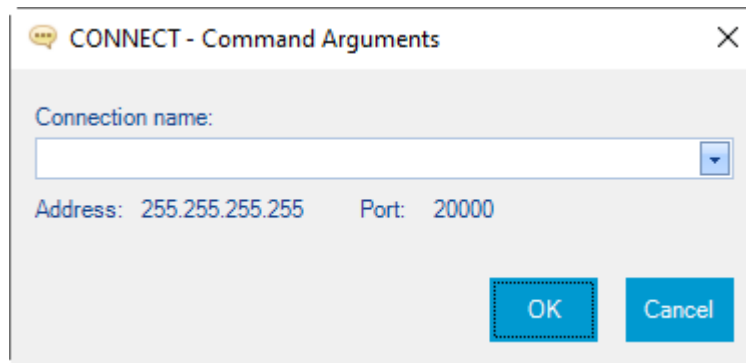 CONNECT - Command Arguments
Connection name:
Address: 255.255.255.255 Port: 20000
OK Cancel